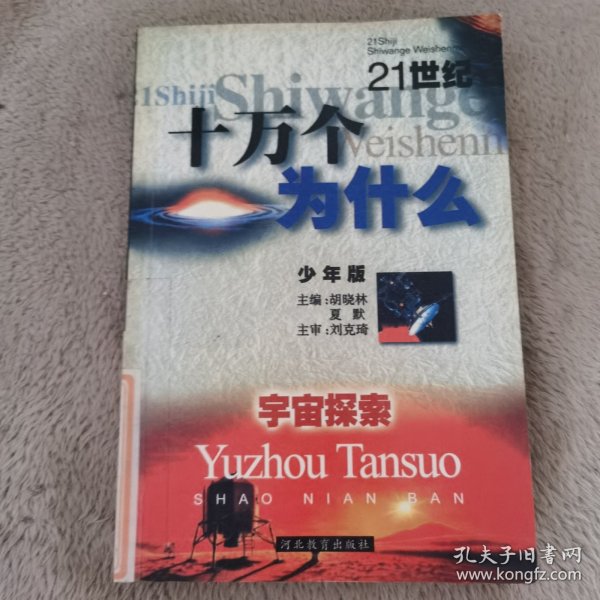 21Shiji
Shiwange Weishenm
21世纪
21Shiji
Shiwange
Weishenn
十万个
为什么
少年版
主编:胡晓林
夏默
主审:刘克琦
宇宙探索
Yuzhou Tansuo
SHAO NIAN BAN
河北教育出版社
孔夫子旧书网
www.kongfz.com